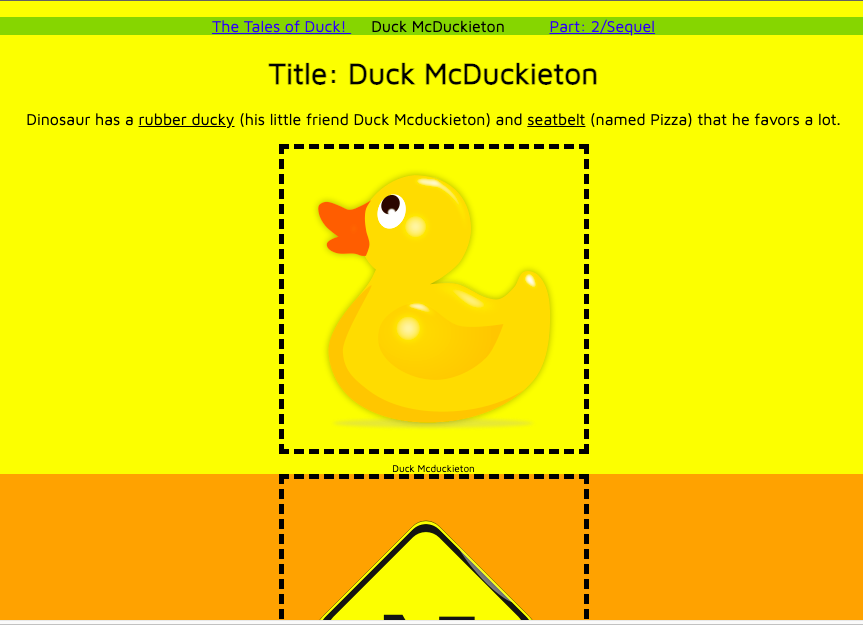 The Tales of Duck! Duck McDuckieton Part: 2/Sequel
Title: Duck McDuckieton
Dinosaur has a rubber ducky (his little friend Duck Mcduckieton) and seatbelt (named Pizza) that he favors a lot.
Duck Mcduckieton